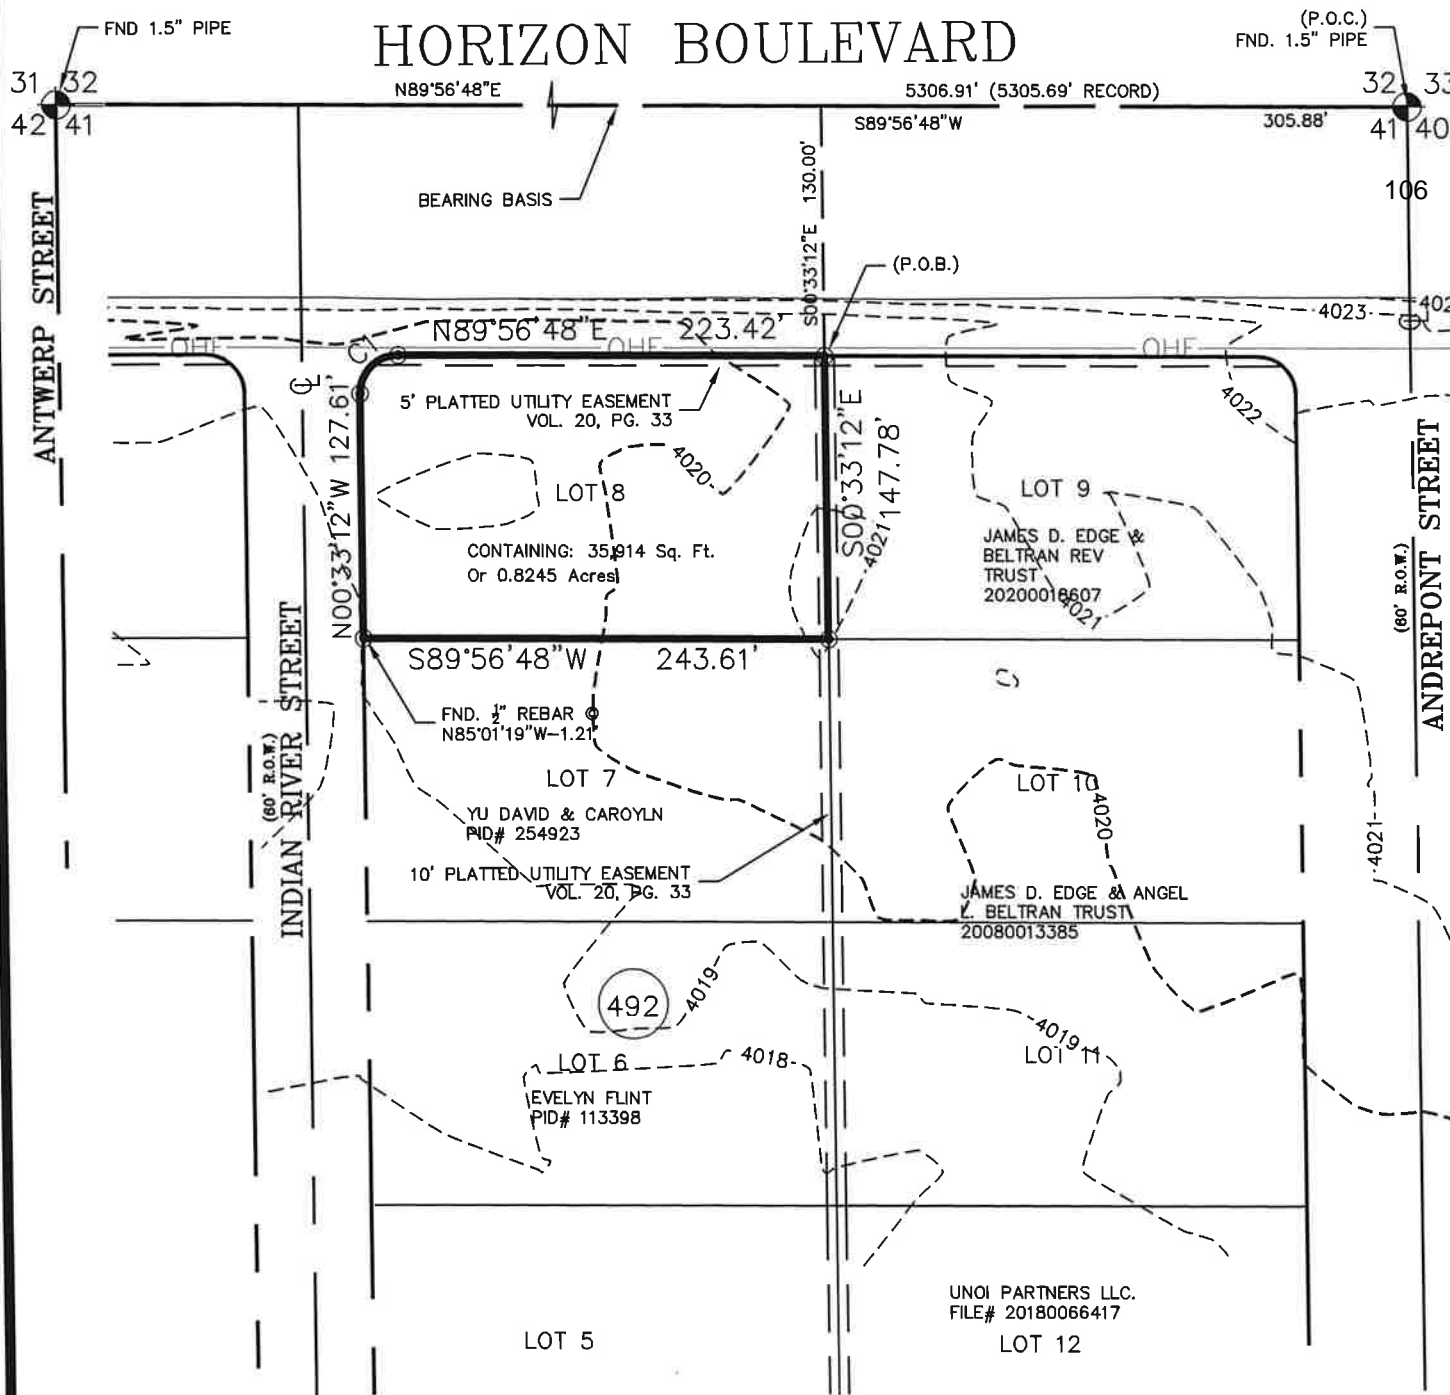 HORIZON BOULEVARD
FND 1.5" PIPE
(P.O.C.)
FND. 1.5" PIPE
31 32
42 41
N89°56'48"E
5306.91' (5305.69' RECORD)
S89°56'48"W
305.88'
32 33
41 40
106
BEARING BASIS
S00°33'12"E 130.00'
(P.O.B.)
ANTWERP STREET
4023
N89°56'48"E 223.42'
C1
OHE
OHE
OHE
5' PLATTED UTILITY EASEMENT
VOL. 20, PG. 33
N00°33'12"W 127.61'
S00°33'12"E
147.78'
4020
4021
4022
LOT 8
CONTAINING: 35,914 Sq. Ft.
Or 0.8245 Acres
LOT 9
JAMES D. EDGE &
BELTRAN REV
TRUST
20200018607
4021
ANDREPONT STREET
(60' R.O.W.)
S89°56'48"W 243.61'
FND. 1/2" REBAR @
N85°01'19"W-1.21'
INDIAN RIVER STREET
(60' R.O.W.)
LOT 7
YU DAVID & CAROYLN
PID# 254923
10' PLATTED UTILITY EASEMENT
VOL. 20, PG. 33
LOT 10
4020
4021
JAMES D. EDGE & ANGEL
L. BELTRAN TRUST
20080013385
492
4019
4019
LOT 6
4018
EVELYN FLINT
PID# 113398
LOT 11
UNOI PARTNERS LLC.
FILE# 20180066417
LOT 5
LOT 12